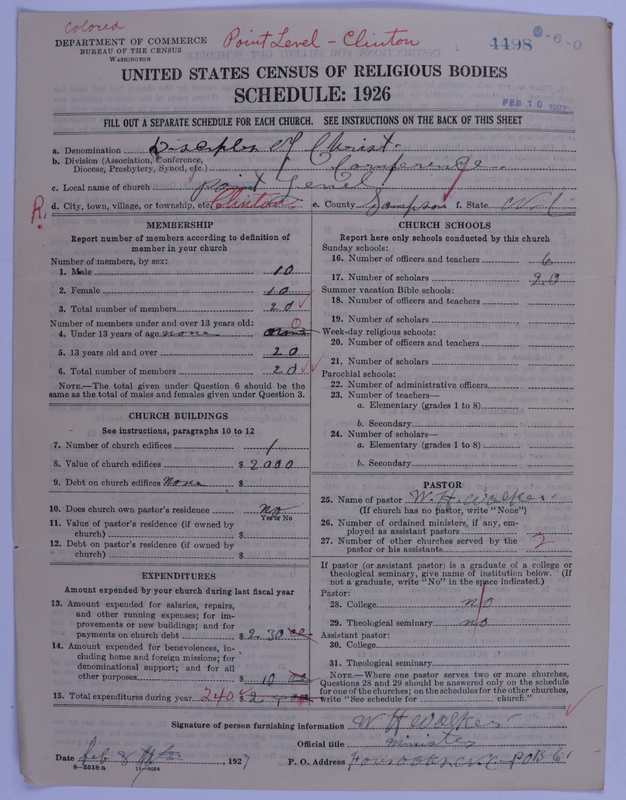 Colored
DEPARTMENT OF COMMERCE
BUREAU OF THE CENSUS
WASHINGTON
Point Level - Clinton
4498
0-6-0
UNITED STATES CENSUS OF RELIGIOUS BODIES
SCHEDULE: 1926
FEB 10 1927
FILL OUT A SEPARATE SCHEDULE FOR EACH CHURCH. SEE INSTRUCTIONS ON THE BACK OF THIS SHEET
a. Denomination Disciples of Christ
b. Division (Association, Conference, Diocese, Presbytery, Synod, etc.) Conference
c. Local name of church Point Level
R. d. City, town, village, or township, etc. Clinton e. County Sampson f. State N.C.
MEMBERSHIP
Report number of members according to definition of
member in your church
Number of members, by sex:
1. Male 10
2. Female 10
3. Total number of members 20
Number of members under and over 13 years old: 0
4. Under 13 years of age none
5. 13 years old and over 20
6. Total number of members 20
NOTE.—The total given under Question 6 should be the
same as the total of males and females given under Question 3.
CHURCH BUILDINGS
See instructions, paragraphs 10 to 12
7. Number of church edifices 1
8. Value of church edifices $ 2000
9. Debt on church edifices None $
10. Does church own pastor's residence No
Yes or No
11. Value of pastor's residence (if owned by
church) $
12. Debt on pastor's residence (if owned by
church) $
EXPENDITURES
Amount expended by your church during last fiscal year
13. Amount expended for salaries, repairs,
and other running expenses; for im-
provements or new buildings; and for
payments on church debt $ 230
14. Amount expended for benevolences, in-
cluding home and foreign missions; for
denominational support; and for all
other purposes $ 10
15. Total expenditures during year 240 $
CHURCH SCHOOLS
Report here only schools conducted by this church
Sunday schools:
16. Number of officers and teachers 6
17. Number of scholars 20
Summer vacation Bible schools:
18. Number of officers and teachers
19. Number of scholars
Week-day religious schools:
20. Number of officers and teachers
21. Number of scholars
Parochial schools:
22. Number of administrative officers
23. Number of teachers—
a. Elementary (grades 1 to 8)
b. Secondary
24. Number of scholars—
a. Elementary (grades 1 to 8)
b. Secondary
PASTOR
25. Name of pastor W. H. Walker
(If church has no pastor, write "None")
26. Number of ordained ministers, if any, em-
ployed as assistant pastors
27. Number of other churches served by the
pastor or his assistants 2
If pastor (or assistant pastor) is a graduate of a college or
theological seminary, give name of institution below. (If
not a graduate, write "No" in the space indicated.)
Pastor:
28. College no
29. Theological seminary no
Assistant pastor:
30. College
31. Theological seminary
NOTE.—Where one pastor serves two or more churches,
Questions 28 and 29 should be answered only on the schedule
for one of the churches; on the schedules for the other churches,
write "See schedule for church."
Signature of person furnishing information W H Walker
Official title Minister
Date Feb 8 1927 P. O. Address
8—5518 a 11—9024